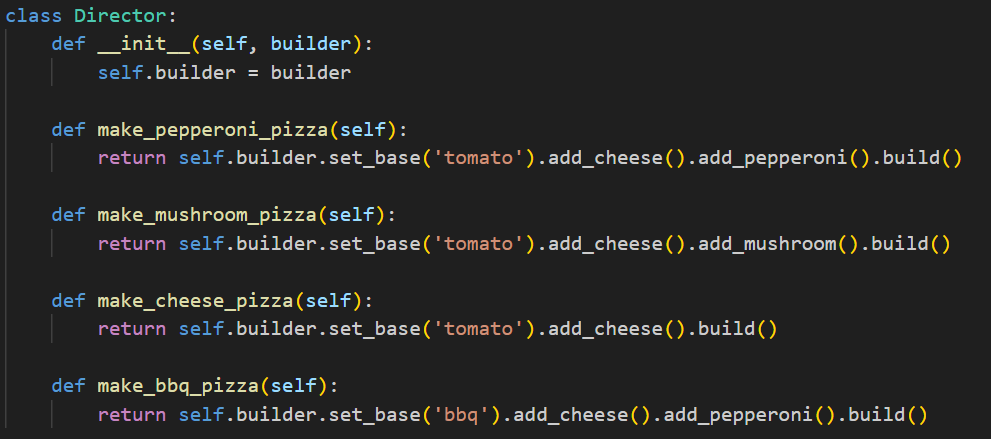 class Director:
    def __init__(self, builder):
        self.builder = builder

    def make_pepperoni_pizza(self):
        return self.builder.set_base('tomato').add_cheese().add_pepperoni().build()

    def make_mushroom_pizza(self):
        return self.builder.set_base('tomato').add_cheese().add_mushroom().build()

    def make_cheese_pizza(self):
        return self.builder.set_base('tomato').add_cheese().build()

    def make_bbq_pizza(self):
        return self.builder.set_base('bbq').add_cheese().add_pepperoni().build()